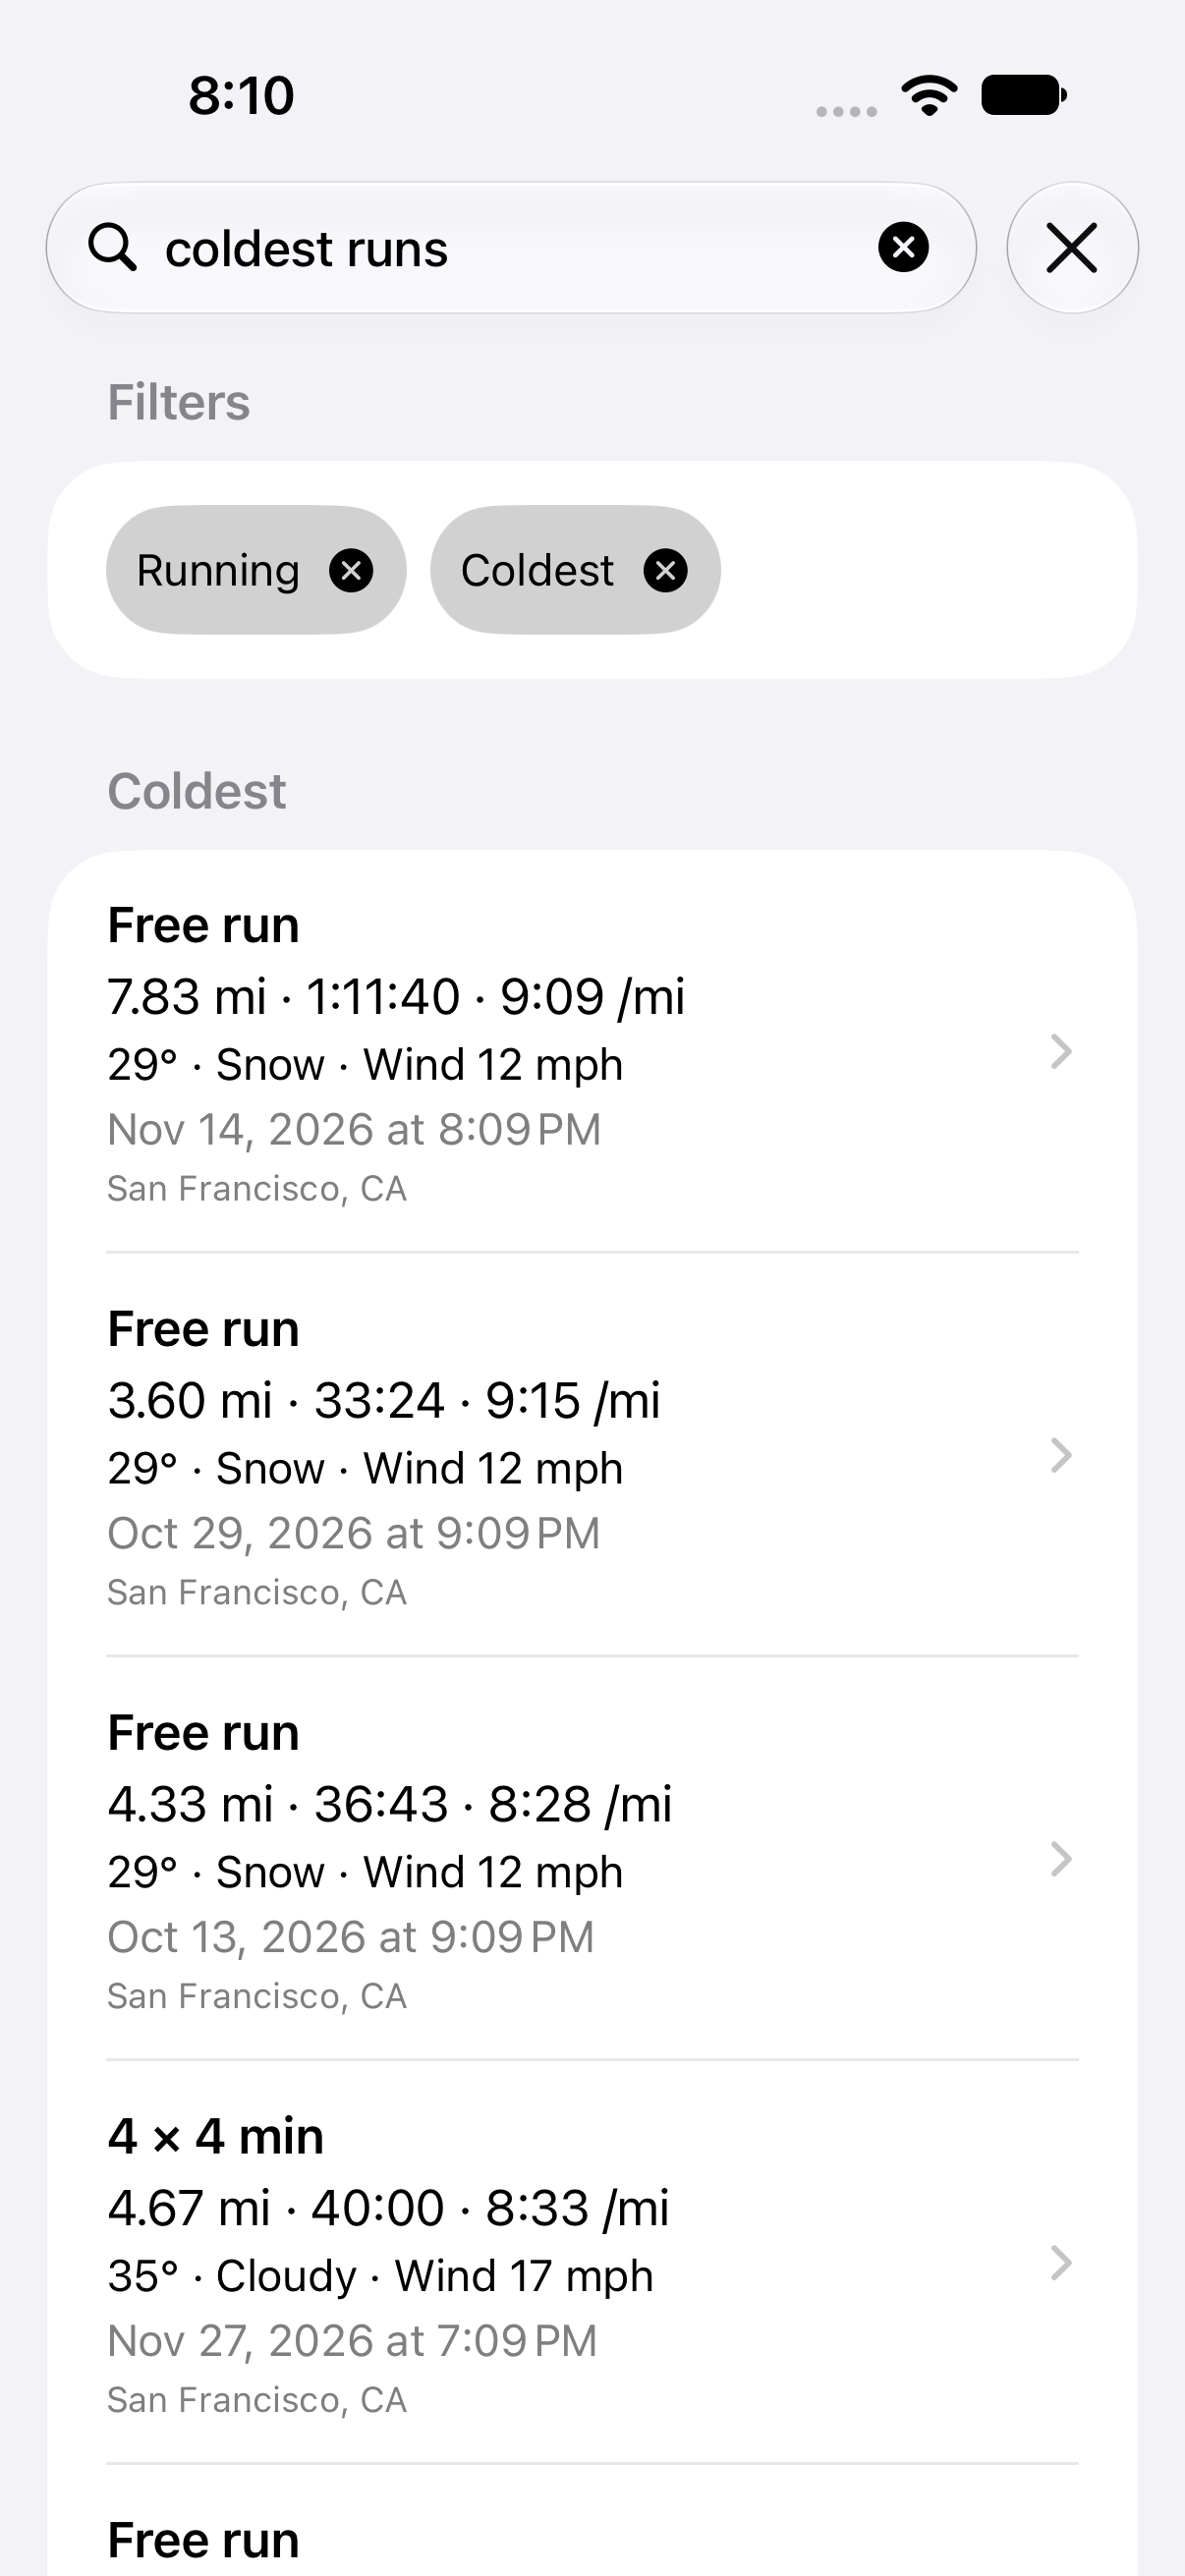 8:10
coldest runs
Filters
Running
Coldest
Coldest
Free run
7.83 mi · 1:11:40 · 9:09 /mi
29° · Snow · Wind 12 mph
Nov 14, 2026 at 8:09 PM
San Francisco, CA
Free run
3.60 mi · 33:24 · 9:15 /mi
29° · Snow · Wind 12 mph
Oct 29, 2026 at 9:09 PM
San Francisco, CA
Free run
4.33 mi · 36:43 · 8:28 /mi
29° · Snow · Wind 12 mph
Oct 13, 2026 at 9:09 PM
San Francisco, CA
4 × 4 min
4.67 mi · 40:00 · 8:33 /mi
35° · Cloudy · Wind 17 mph
Nov 27, 2026 at 7:09 PM
San Francisco, CA
Free run